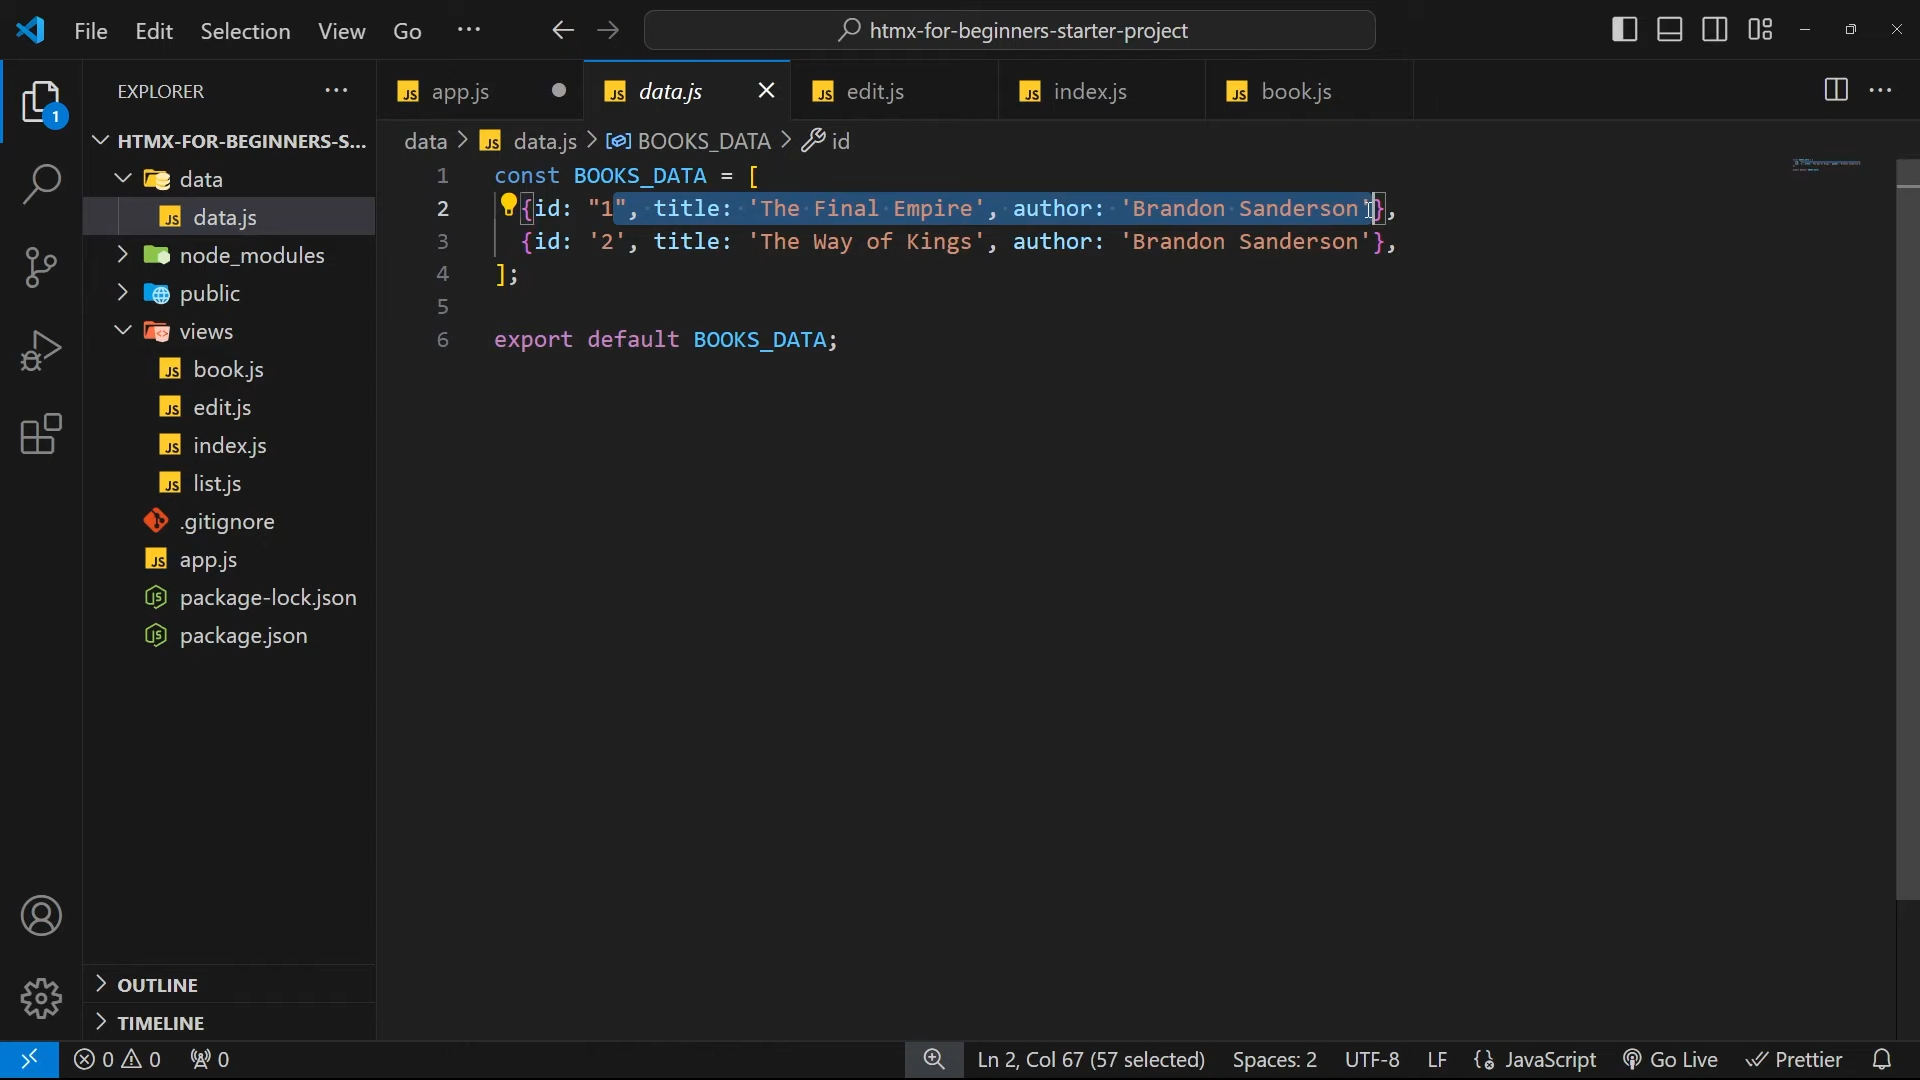 File Edit Selection View Go ··· htmx-for-beginners-starter-project
EXPLORER ···
HTMX-FOR-BEGINNERS-S...
data
data.js
node_modules
public
views
book.js
edit.js
index.js
list.js
.gitignore
app.js
package-lock.json
package.json
OUTLINE
TIMELINE
1
app.js data.js edit.js index.js book.js
data > data.js > BOOKS_DATA > id
1 const BOOKS_DATA = [
2 {id: "1", title: 'The Final Empire', author: 'Brandon Sanderson'},
3 {id: '2', title: 'The Way of Kings', author: 'Brandon Sanderson'},
4 ];
5
6 export default BOOKS_DATA;
0 0 0 Ln 2, Col 67 (57 selected) Spaces: 2 UTF-8 LF {} JavaScript Go Live Prettier